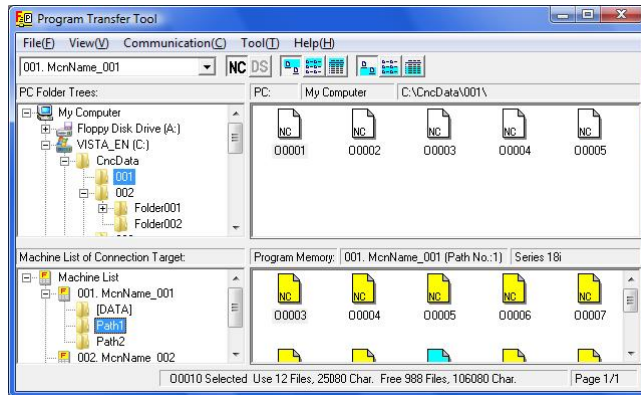 Program Transfer Tool
File(F) View(V) Communication(C) Tool(T) Help(H)
001. McnName_001 NC DS
PC Folder Trees: PC: My Computer C:\CncData\001\
My Computer
Floppy Disk Drive (A:)
VISTA_EN (C:)
CncData
001
002
Folder001
Folder002
NC NC NC NC NC
O0001 O0002 O0003 O0004 O0005
Machine List of Connection Target: Program Memory: 001. McnName_001 (Path No.:1) Series 18i
Machine List
001. McnName_001
[DATA]
Path1
Path2
002. McnName_002
NC NC NC NC NC
O0003 O0004 O0005 O0006 O0007
O0010 Selected Use 12 Files, 25080 Char. Free 988 Files, 106080 Char. Page 1/1